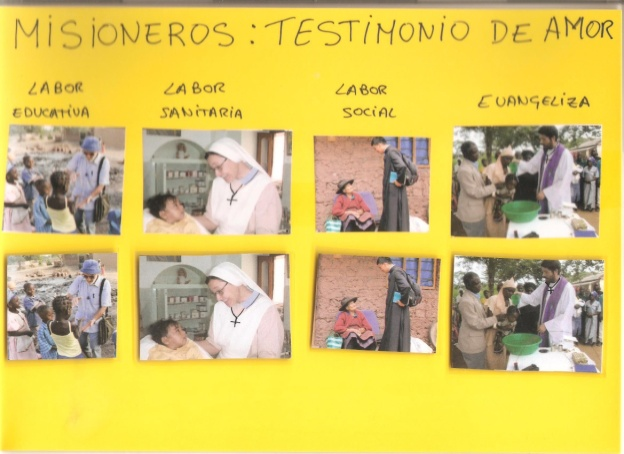 MISIONEROS: TESTIMONIO DE AMOR
LABOR EDUCATIVA
LABOR SANITARIA
LABOR SOCIAL
EVANGELIZA